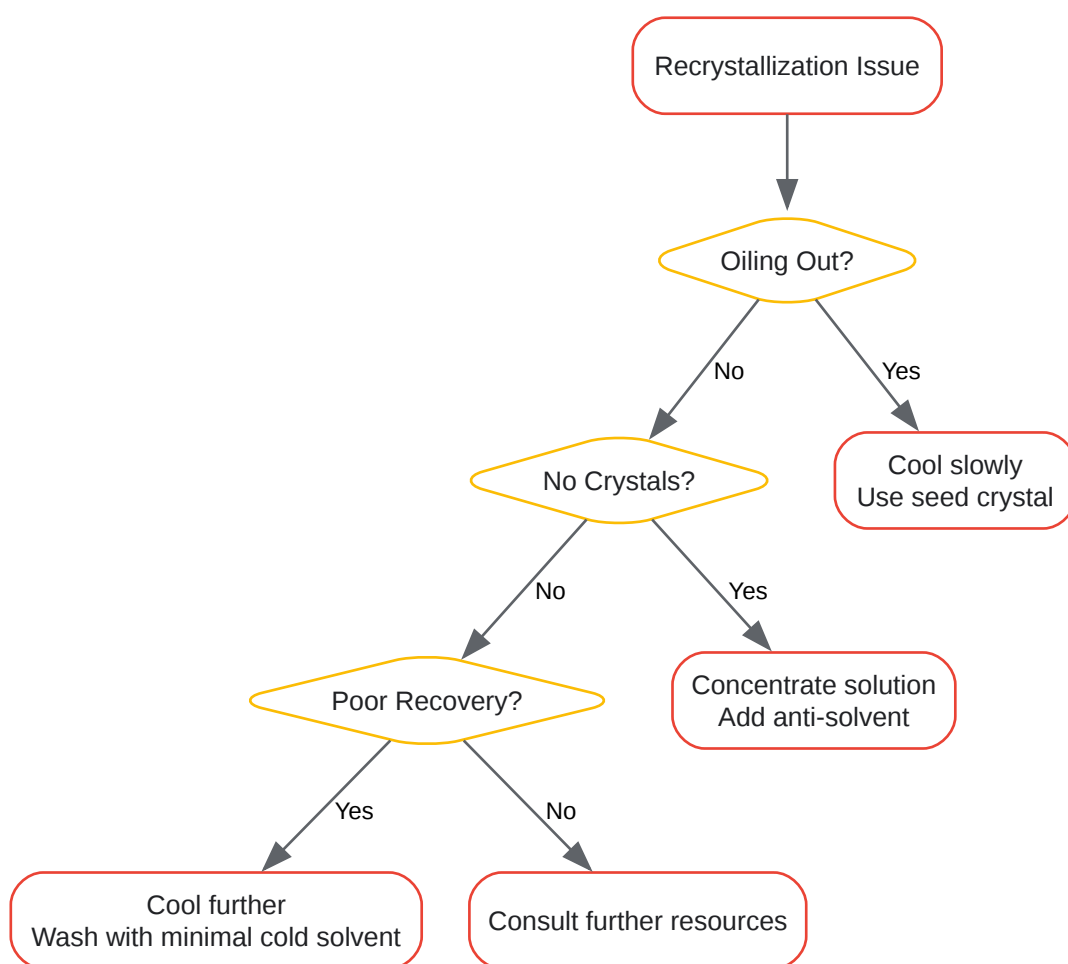 Recrystallization Issue
Oiling Out?
No
Yes
No Crystals?
Cool slowly
Use seed crystal
No
Yes
Poor Recovery?
Concentrate solution
Add anti-solvent
Yes
No
Cool further
Wash with minimal cold solvent
Consult further resources